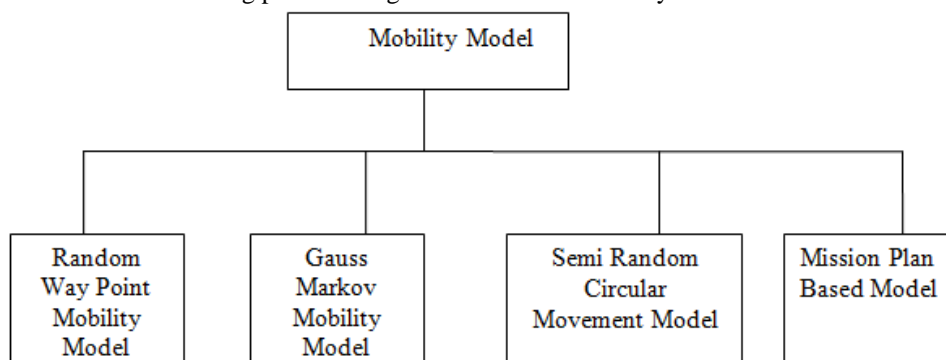 Mobility Model
Random
Way Point
Mobility
Model
Gauss
Markov
Mobility
Model
Semi Random
Circular
Movement Model
Mission Plan
Based Model